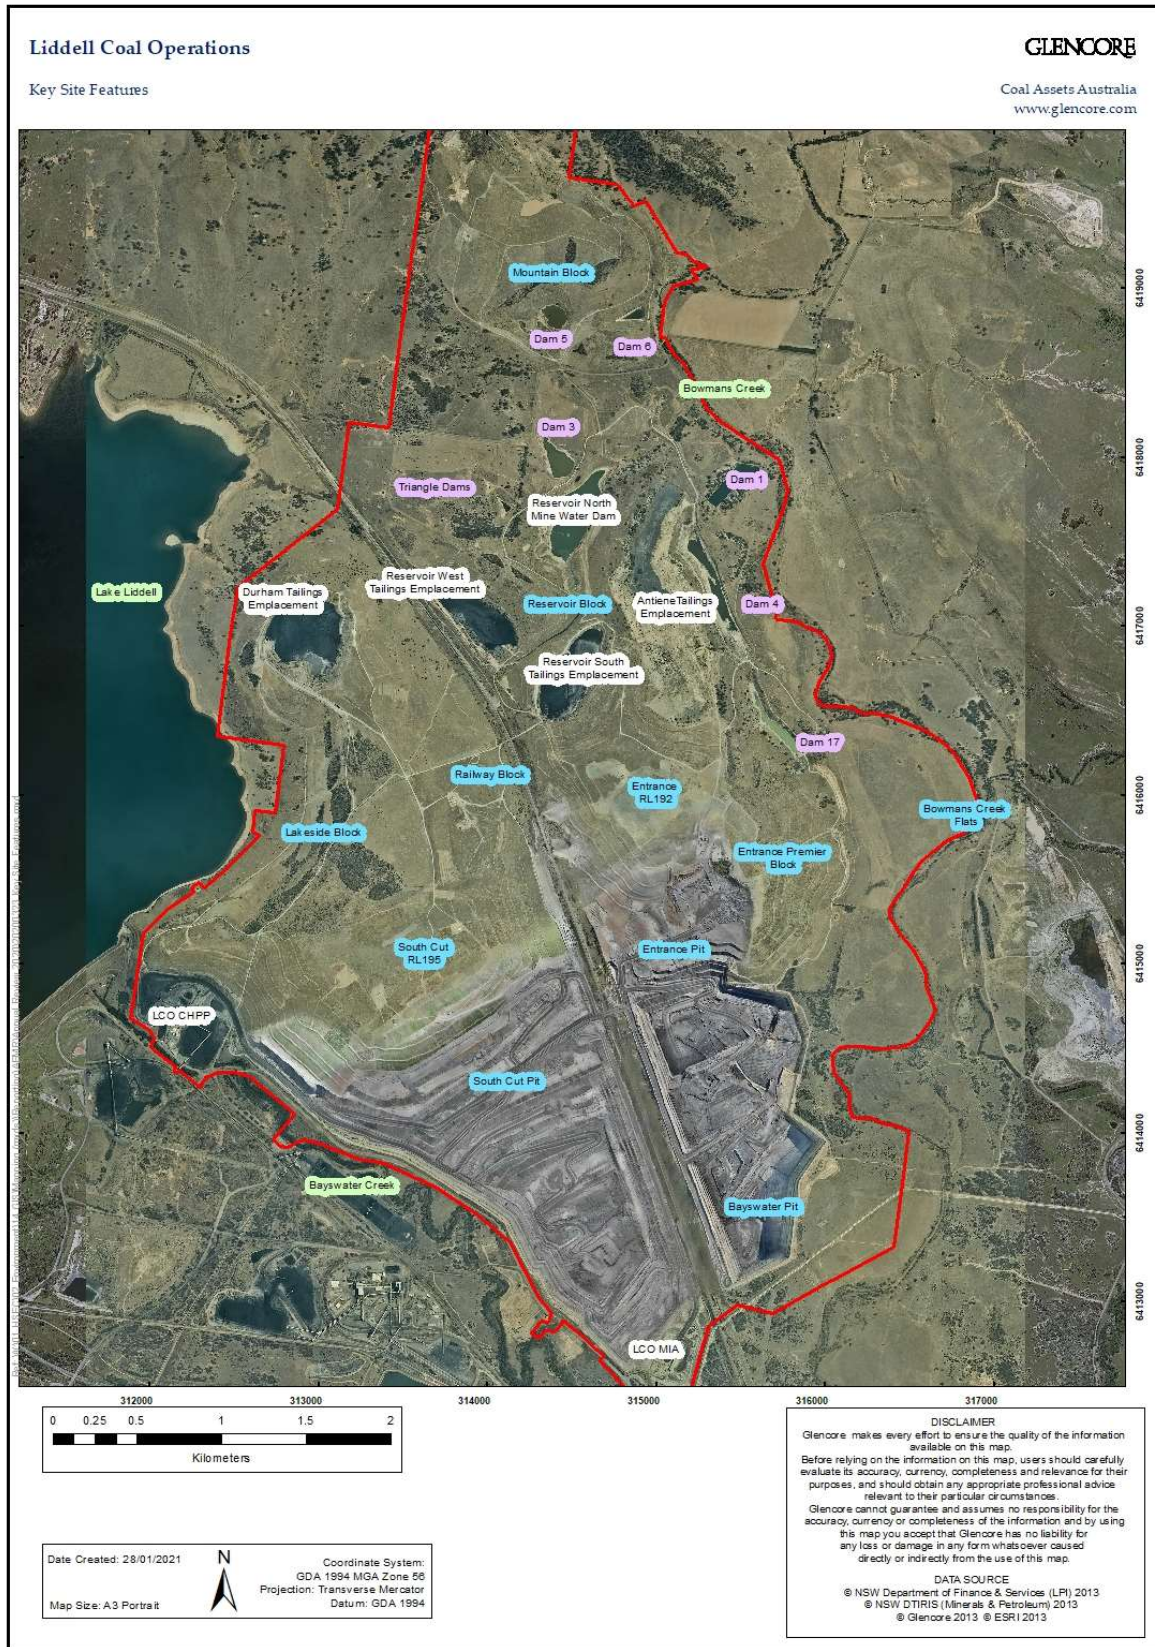 Liddell Coal Operations
GLENCORE
Key Site Features
Coal Assets Australia
www.glencore.com
Mountain Block
Dam 5
Dam 6
Bowmans Creek
Dam 3
Triangle Dams
Dam 1
Reservoir North
Mine Water Dam
Lake Liddell
Durham Tailings
Emplacement
Reservoir West
Tailings Emplacement
Reservoir Block
Antiene Tailings
Emplacement
Dam 4
Reservoir South
Tailings Emplacement
Dam 17
Railway Block
Entrance
RL192
Bowmans Creek
Flats
Lakeside Block
Entrance Premier
Block
South Cut
RL195
Entrance Pit
LCO CHPP
South Cut Pit
Bayswater Creek
Bayswater Pit
LCO MIA
6419000
6418000
6417000
6416000
6415000
6414000
6413000
312000 313000 314000 315000 316000 317000
0 0.25 0.5 1 1.5 2
Kilometers
DISCLAIMER
Glencore makes every effort to ensure the quality of the information
available on this map.
Before relying on the information on this map, users should carefully
evaluate its accuracy, currency, completeness and relevance for their
purposes, and should obtain any appropriate professional advice
relevant to their particular circumstances.
Glencore cannot guarantee and assumes no responsibility for the
accuracy, currency or completeness of the information and by using
this map you accept that Glencore has no liability for
any loss or damage in any form whatsoever caused
directly or indirectly from the use of this map.
DATA SOURCE
© NSW Department of Finance & Services (LPI) 2013
© NSW DTIRIS (Minerals & Petroleum) 2013
© Glencore 2013 © ESRI 2013
Date Created: 28/01/2021
Map Size: A3 Portrait
N
Coordinate System:
GDA 1994 MGA Zone 56
Projection: Transverse Mercator
Datum: GDA 1994